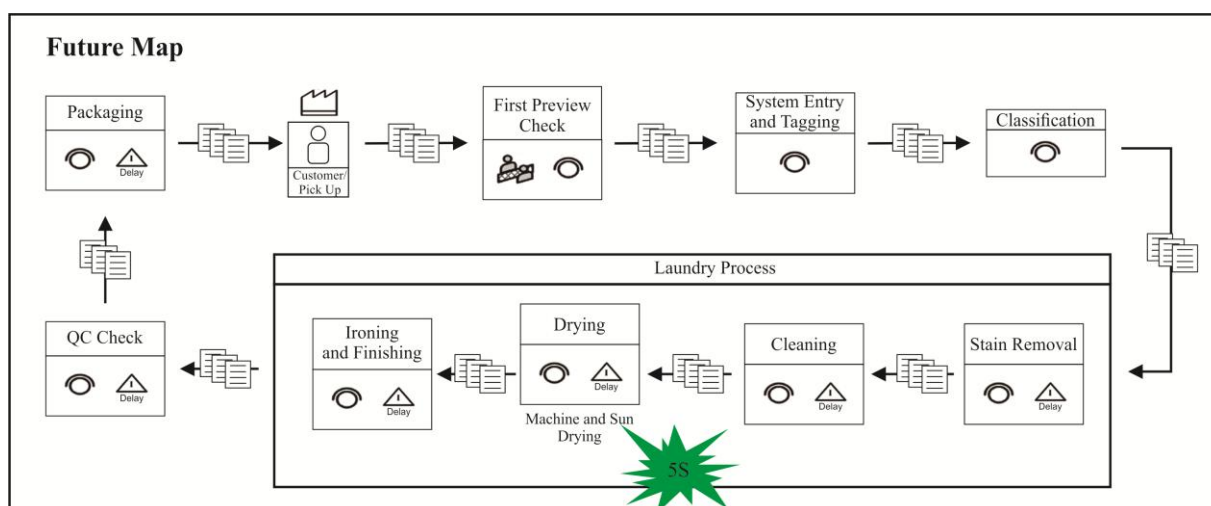 Future Map
Packaging
Delay
Customer/
Pick Up
First Preview
Check
System Entry
and Tagging
Classification
Laundry Process
QC Check
Delay
Ironing
and Finishing
Delay
Drying
Delay
Machine and Sun
Drying
Cleaning
Delay
Stain Removal
Delay
5S